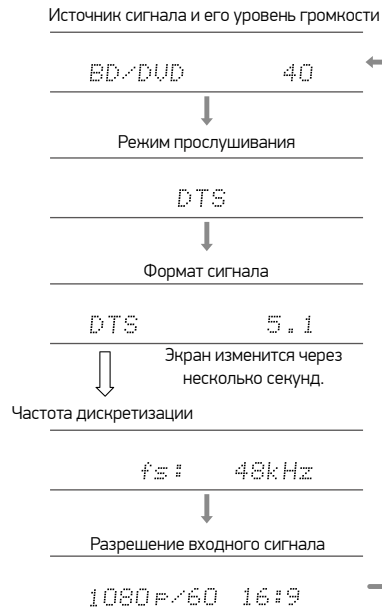 Источник сигнала и его уровень громкости
BD/DVD 40
Режим прослушивания
DTS
Формат сигнала
DTS 5.1
Экран изменится через
несколько секунд.
Частота дискретизации
fs: 48kHz
Разрешение входного сигнала
1080p/60 16:9